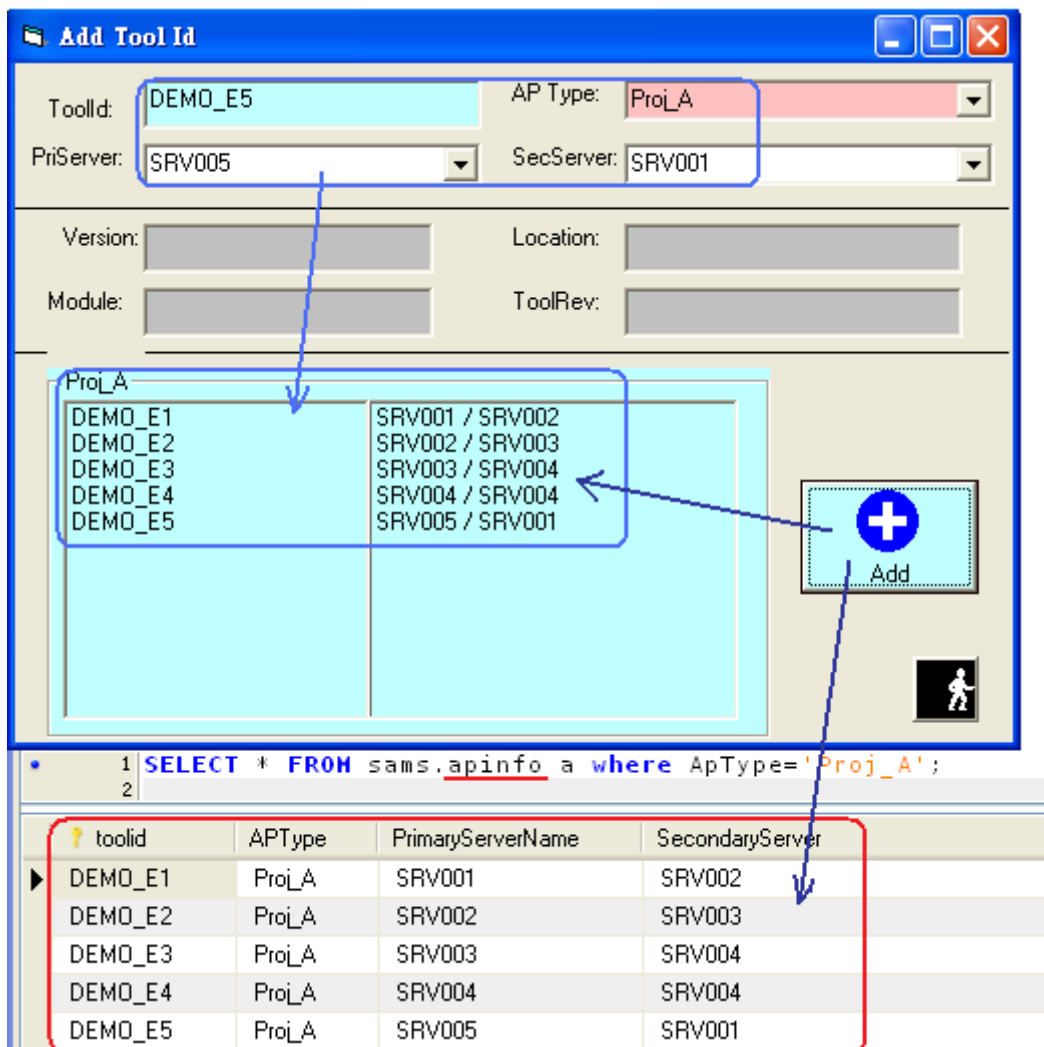 Add Tool Id
ToolId: DEMO_E5 AP Type: Proj_A
PriServer: SRV005 SecServer: SRV001
Version: Location:
Module: ToolRev:
Proj_A
DEMO_E1 SRV001 / SRV002
DEMO_E2 SRV002 / SRV003
DEMO_E3 SRV003 / SRV004
DEMO_E4 SRV004 / SRV004
DEMO_E5 SRV005 / SRV001
Add
1 SELECT * FROM sams.apinfo a where ApType='Proj_A';
2
toolid APType PrimaryServerName SecondaryServer
DEMO_E1 Proj_A SRV001 SRV002
DEMO_E2 Proj_A SRV002 SRV003
DEMO_E3 Proj_A SRV003 SRV004
DEMO_E4 Proj_A SRV004 SRV004
DEMO_E5 Proj_A SRV005 SRV001